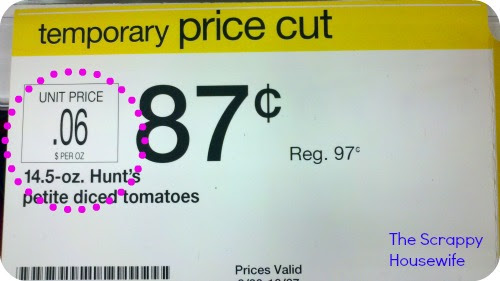 temporary price cut
UNIT PRICE
.06
$ PER OZ
87¢
Reg. 97¢
14.5-oz. Hunt's
petite diced tomatoes
The Scrappy
Housewife
Prices Valid